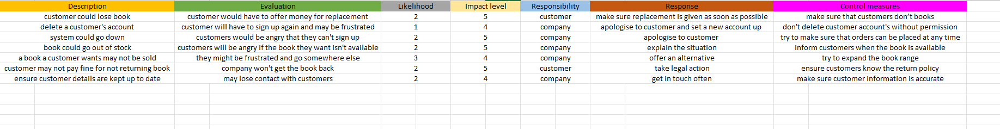 Description Evaluation Likelihood Impact level Responsibility Response Control measures
customer could lose book customer would have to offer money for replacement 2 5 customer make sure replacement is given as soon as possible make sure that customers don’t books
delete a customer's account customer will have to sign up again and may be frustrated 1 4 company apologise to customer and set a new account up don't delete customer account's without permission
system could go down customers would be angry that they can't sign up 2 5 company apologise to customer try to make sure that orders can be placed at any time
book could go out of stock customers will be angry if the book they want isn't available 2 5 company explain the situation inform customers when the book is available
a book a customer wants may not be sold they might be frustrated and go somewhere else 3 4 company offer an alternative try to expand the book range
customer may not pay fine for not returning book company won't get the book back 2 5 customer take legal action ensure customers know the return policy
ensure customer details are kept up to date may lose contact with customers 2 4 company get in touch often make sure customer information is accurate